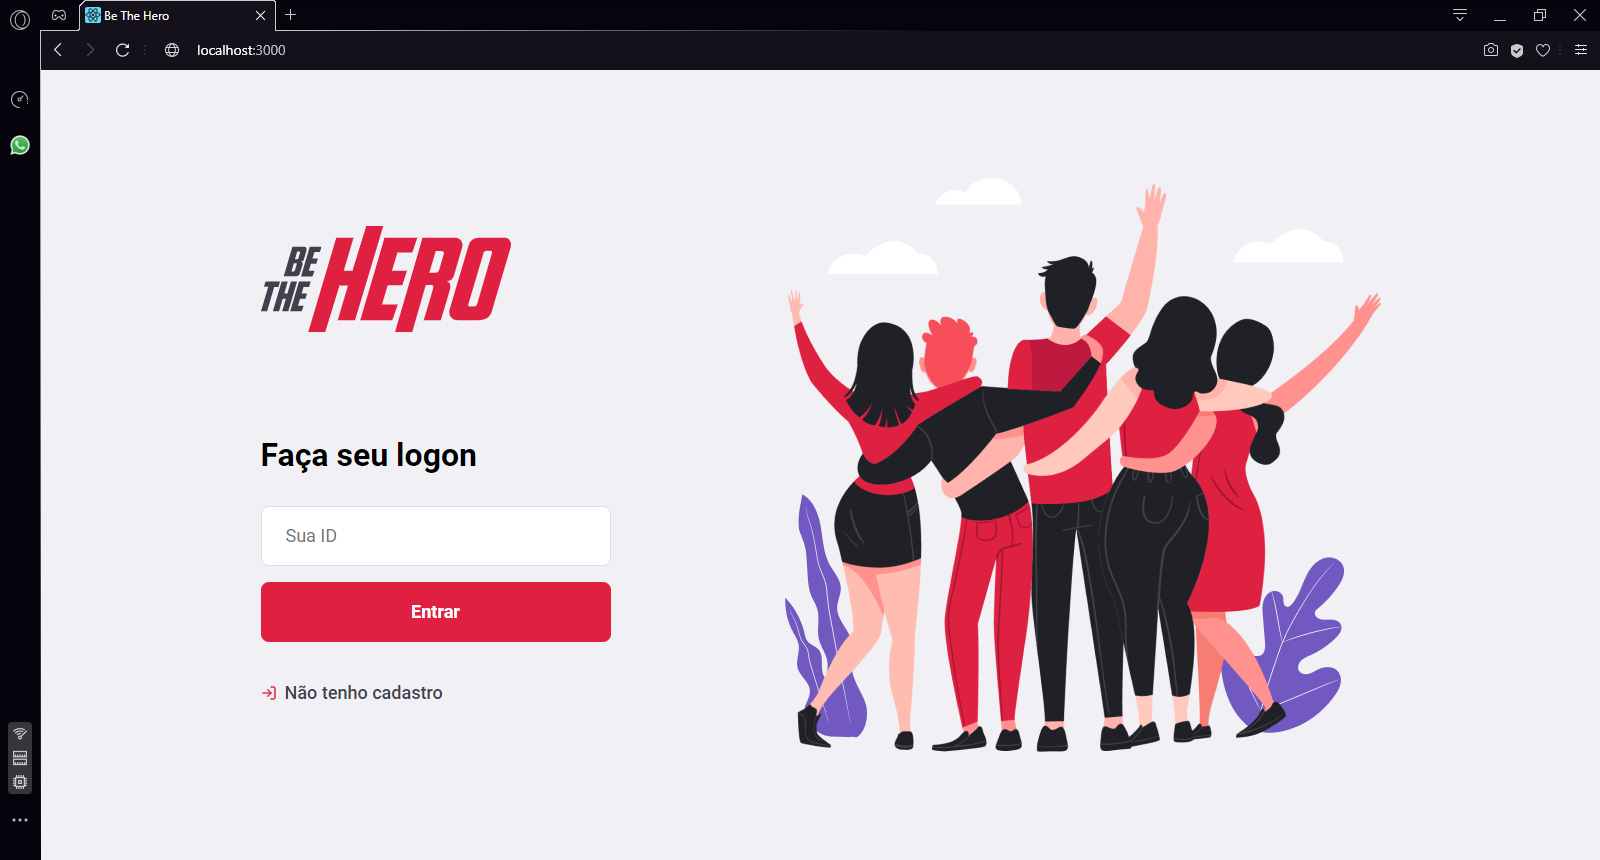 Be The Hero
localhost:3000
BE
THE
HERO
Faça seu logon
Sua ID
Entrar
Não tenho cadastro